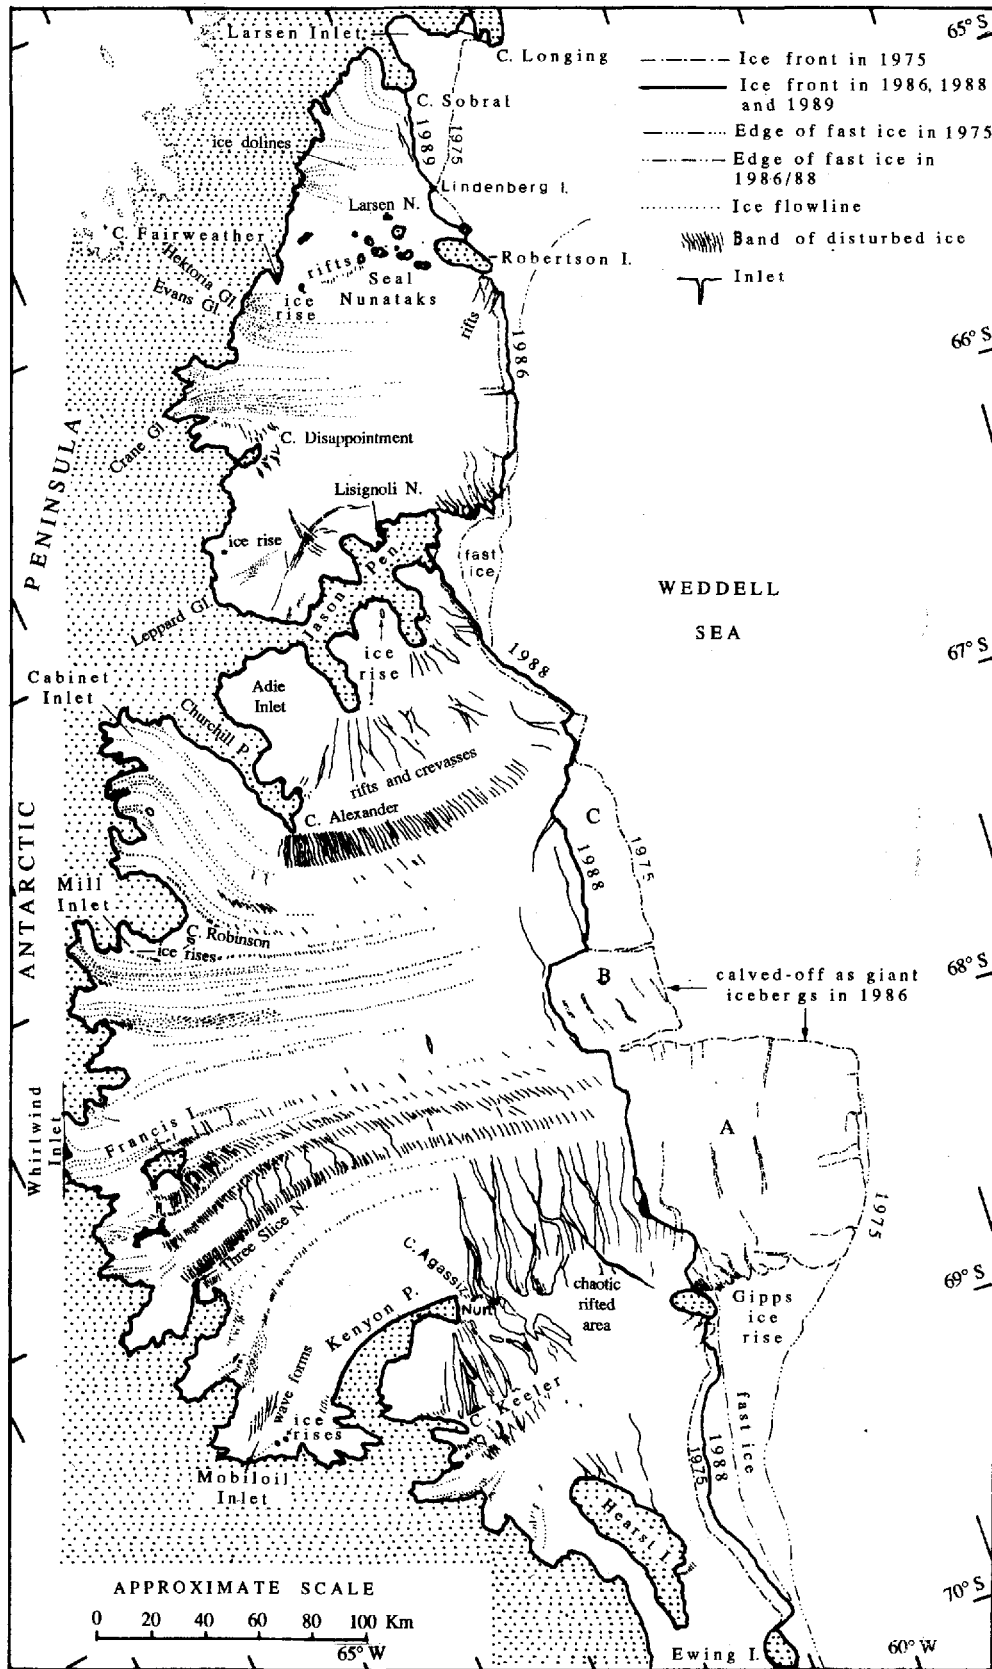 65° S
Larsen Inlet
C. Longing
Ice front in 1975
Ice front in 1986, 1988
and 1989
Edge of fast ice in 1975
Edge of fast ice in
1986/88
Ice flowline
Band of disturbed ice
Inlet
C. Sobral
1989
1975
ice dolines
Lindenberg I.
Larsen N.
C. Fairweather
Hektoria Gl.
Evans Gl.
rifts
Seal
Nunataks
ice
rise
Robertson I.
rifts
1986
66° S
Crane Gl.
C. Disappointment
Lisignoli N.
ice rise
fast
ice
PENINSULA
Jason Pen.
WEDDELL
SEA
Leppard Gl.
67° S
Cabinet
Inlet
ice
rise
1988
Adie
Inlet
Churchill P.
rifts and crevasses
C. Alexander
C
1988
1975
ANTARCTIC
Mill
Inlet
C. Robinson
ice rises
68° S
B
calved-off as giant
icebergs in 1986
Whirlwind
Inlet
Francis I.
A
1975
Three Slice N.
C. Agassiz
Nun.
chaotic
rifted
area
69° S
Gipps
ice
rise
Kenyon P.
wave forms
ice
rises
C. Keeler
fast ice
1975
1988
Mobiloil
Inlet
Hearst I.
APPROXIMATE SCALE
0 20 40 60 80 100 Km
65° W
70° S
Ewing I.
60° W